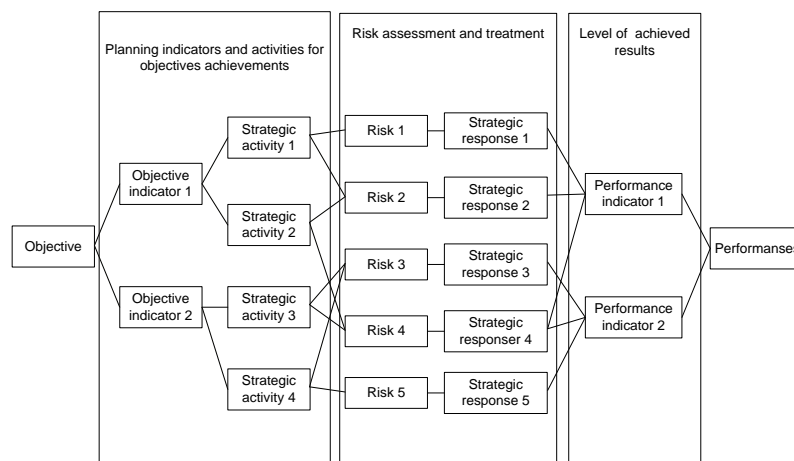 Planning indicators and activities for
objectives achievements
Risk assessment and treatment
Level of  achieved
results
Objective
Objective
indicator 1
Objective
indicator 2
Strategic
activity 1
Strategic
activity 2
Strategic
activity 3
Strategic
activity 4
Risk 1
Risk 2
Risk 3
Risk 4
Risk 5
Strategic
response 1
Strategic
response 2
Strategic
response 3
Strategic
responser 4
Strategic
response 5
Performance
indicator 1
Performance
indicator 2
Performanses